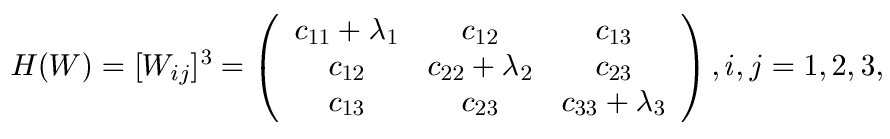 $H(W) = [W_{ij}]^3 = \left( \begin{array}{ccc} c_{11} + \lambda_1 & c_{12} & c_{13} \\ c_{12} & c_{22} + \lambda_2 & c_{23} \\ c_{13} & c_{23} & c_{33} + \lambda_3 \end{array} \right), i, j = 1, 2, 3,$